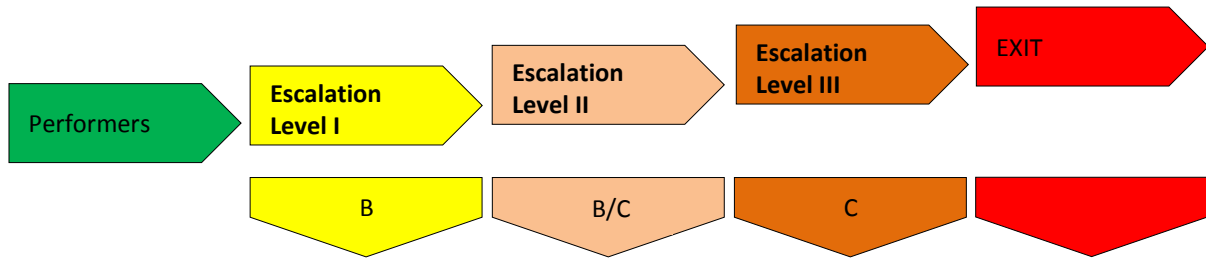 Performers
Escalation
Level I
Escalation
Level II
Escalation
Level III
EXIT
B
B/C
C